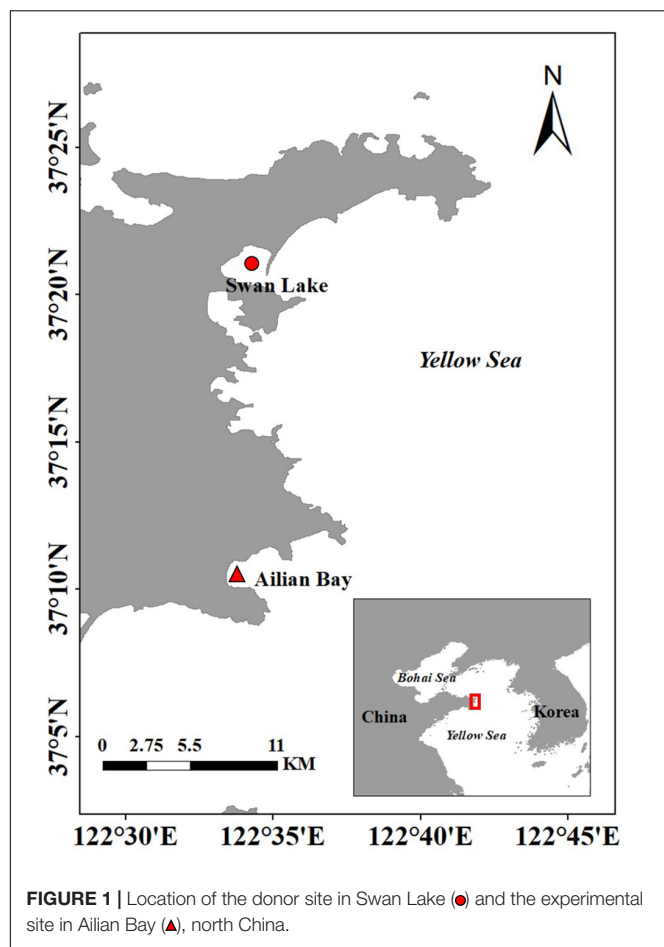 N
37°25'N
37°20'N
37°15'N
37°10'N
37°5'N
Swan Lake
Yellow Sea
Ailian Bay
Bohai Sea
China
Korea
Yellow Sea
0 2.75 5.5 11
KM
122°30'E 122°35'E 122°40'E 122°45'E
FIGURE 1 | Location of the donor site in Swan Lake (●) and the experimental
site in Ailian Bay (▲), north China.